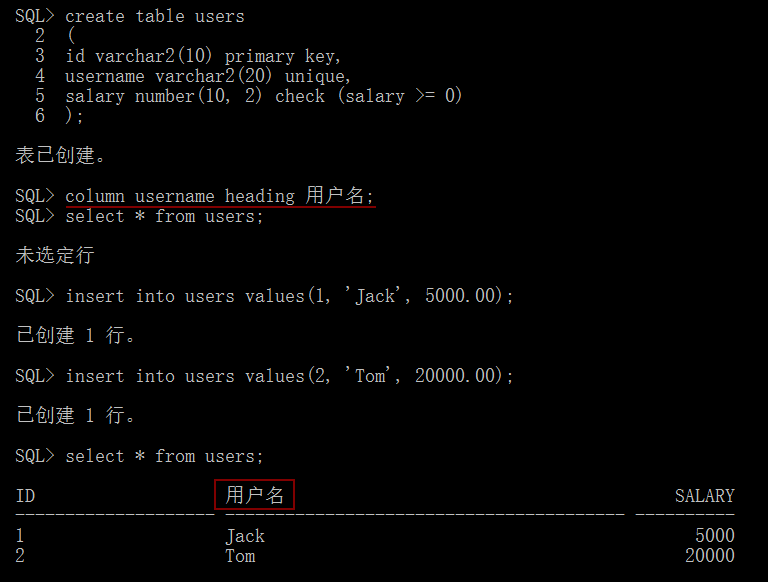 SQL> create table users
2 (
3 id varchar2(10) primary key,
4 username varchar2(20) unique,
5 salary number(10, 2) check (salary >= 0)
6 );
表已创建。
SQL> column username heading 用户名;
SQL> select * from users;
未选定行
SQL> insert into users values(1, 'Jack', 5000.00);
已创建 1 行。
SQL> insert into users values(2, 'Tom', 20000.00);
已创建 1 行。
SQL> select * from users;
ID 用户名 SALARY
-------------------- ---------------------------------------- ----------
1 Jack 5000
2 Tom 20000